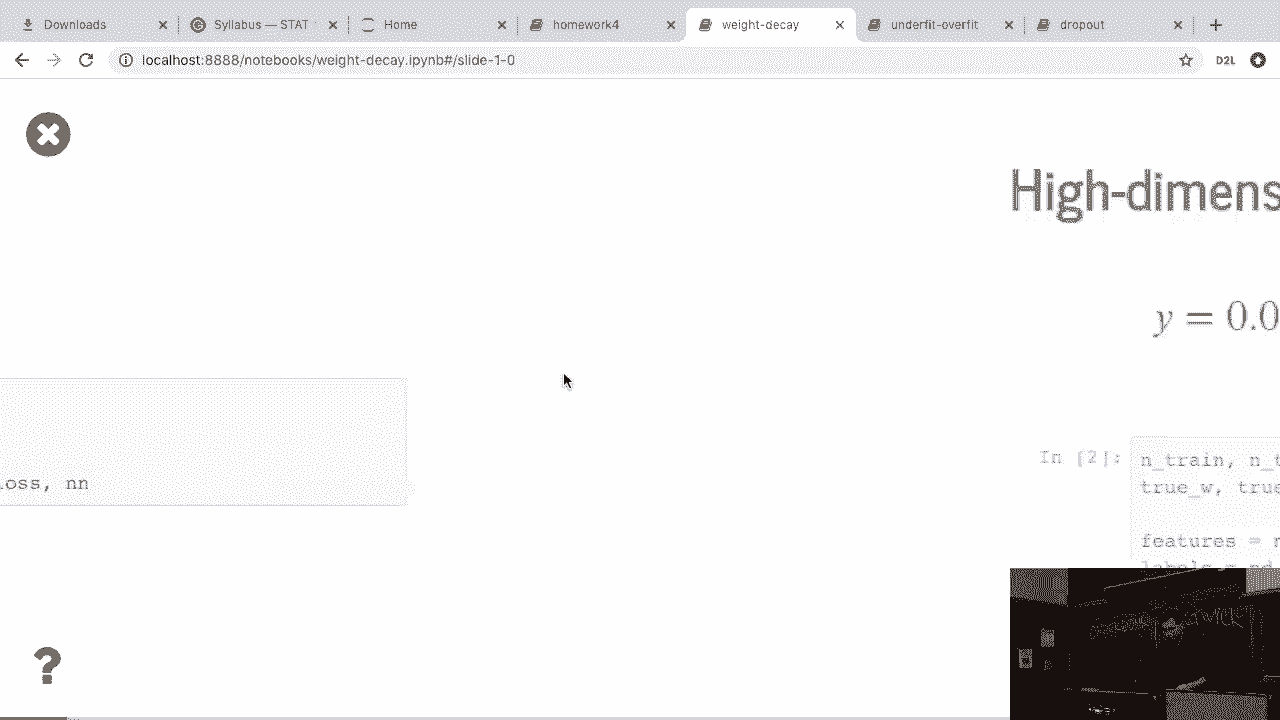 Downloads
Syllabus — STAT
Home
homework4
weight-decay
underfit-overfit
dropout
localhost:8888/notebooks/weight-decay.ipynb#/slide-1-0
D2L
High-dimens
y = 0.0
oss, nn
In [2]:
n_train, n_t
true_w, true
features = n
?